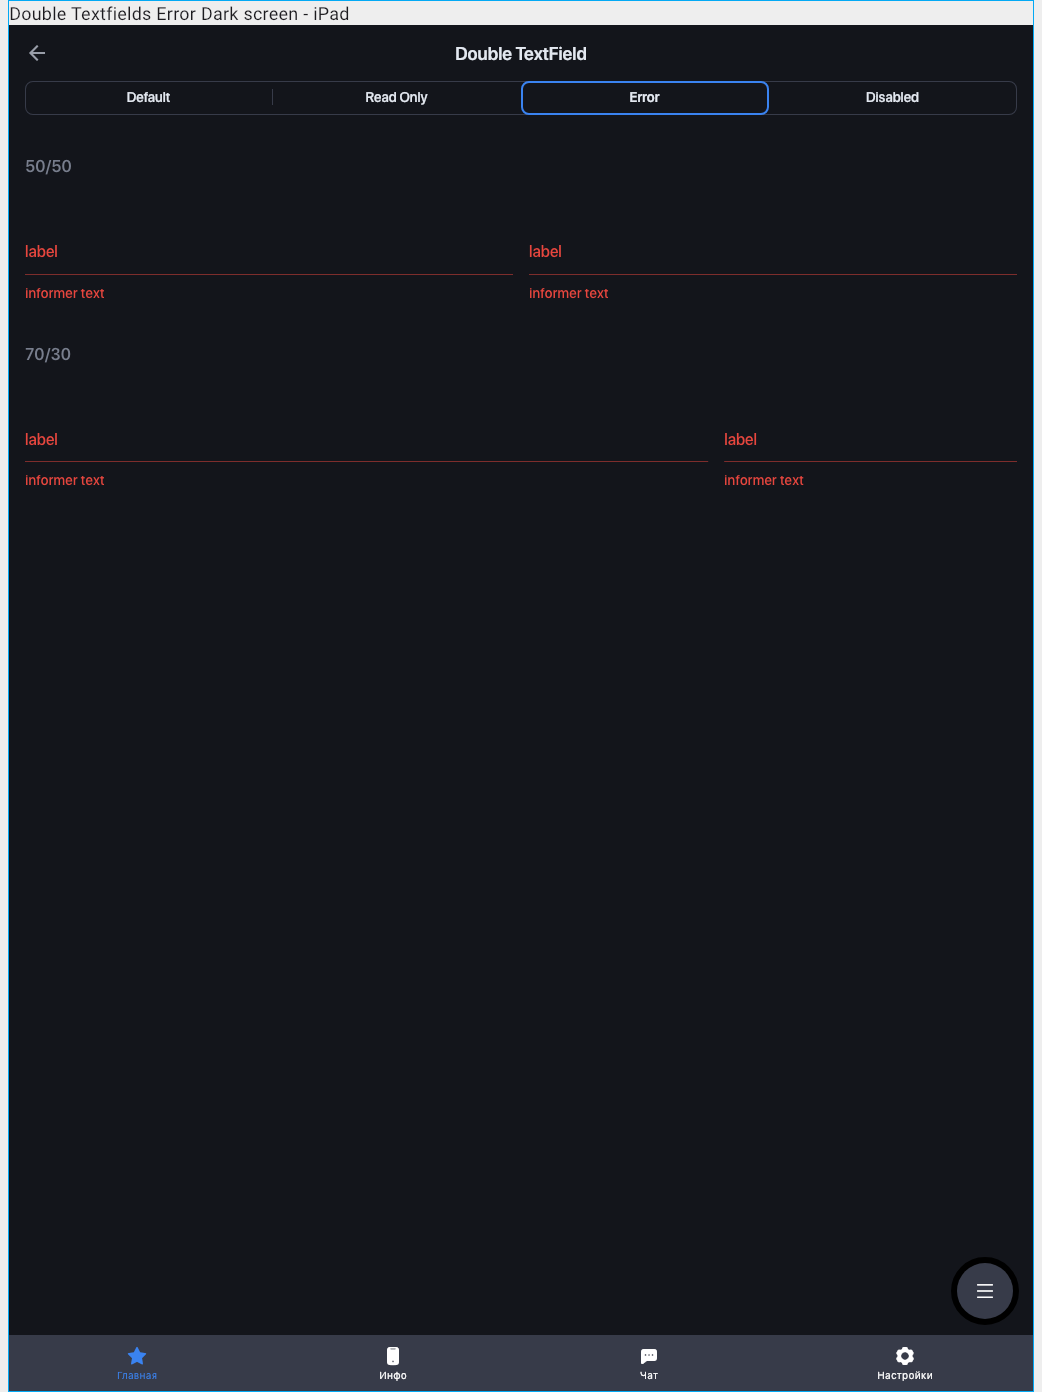 Double Textfields Error Dark screen - iPad
Double TextField
Default Read Only Error Disabled
50/50
label label
informer text informer text
70/30
label label
informer text informer text
Главная Инфо Чат Настройки